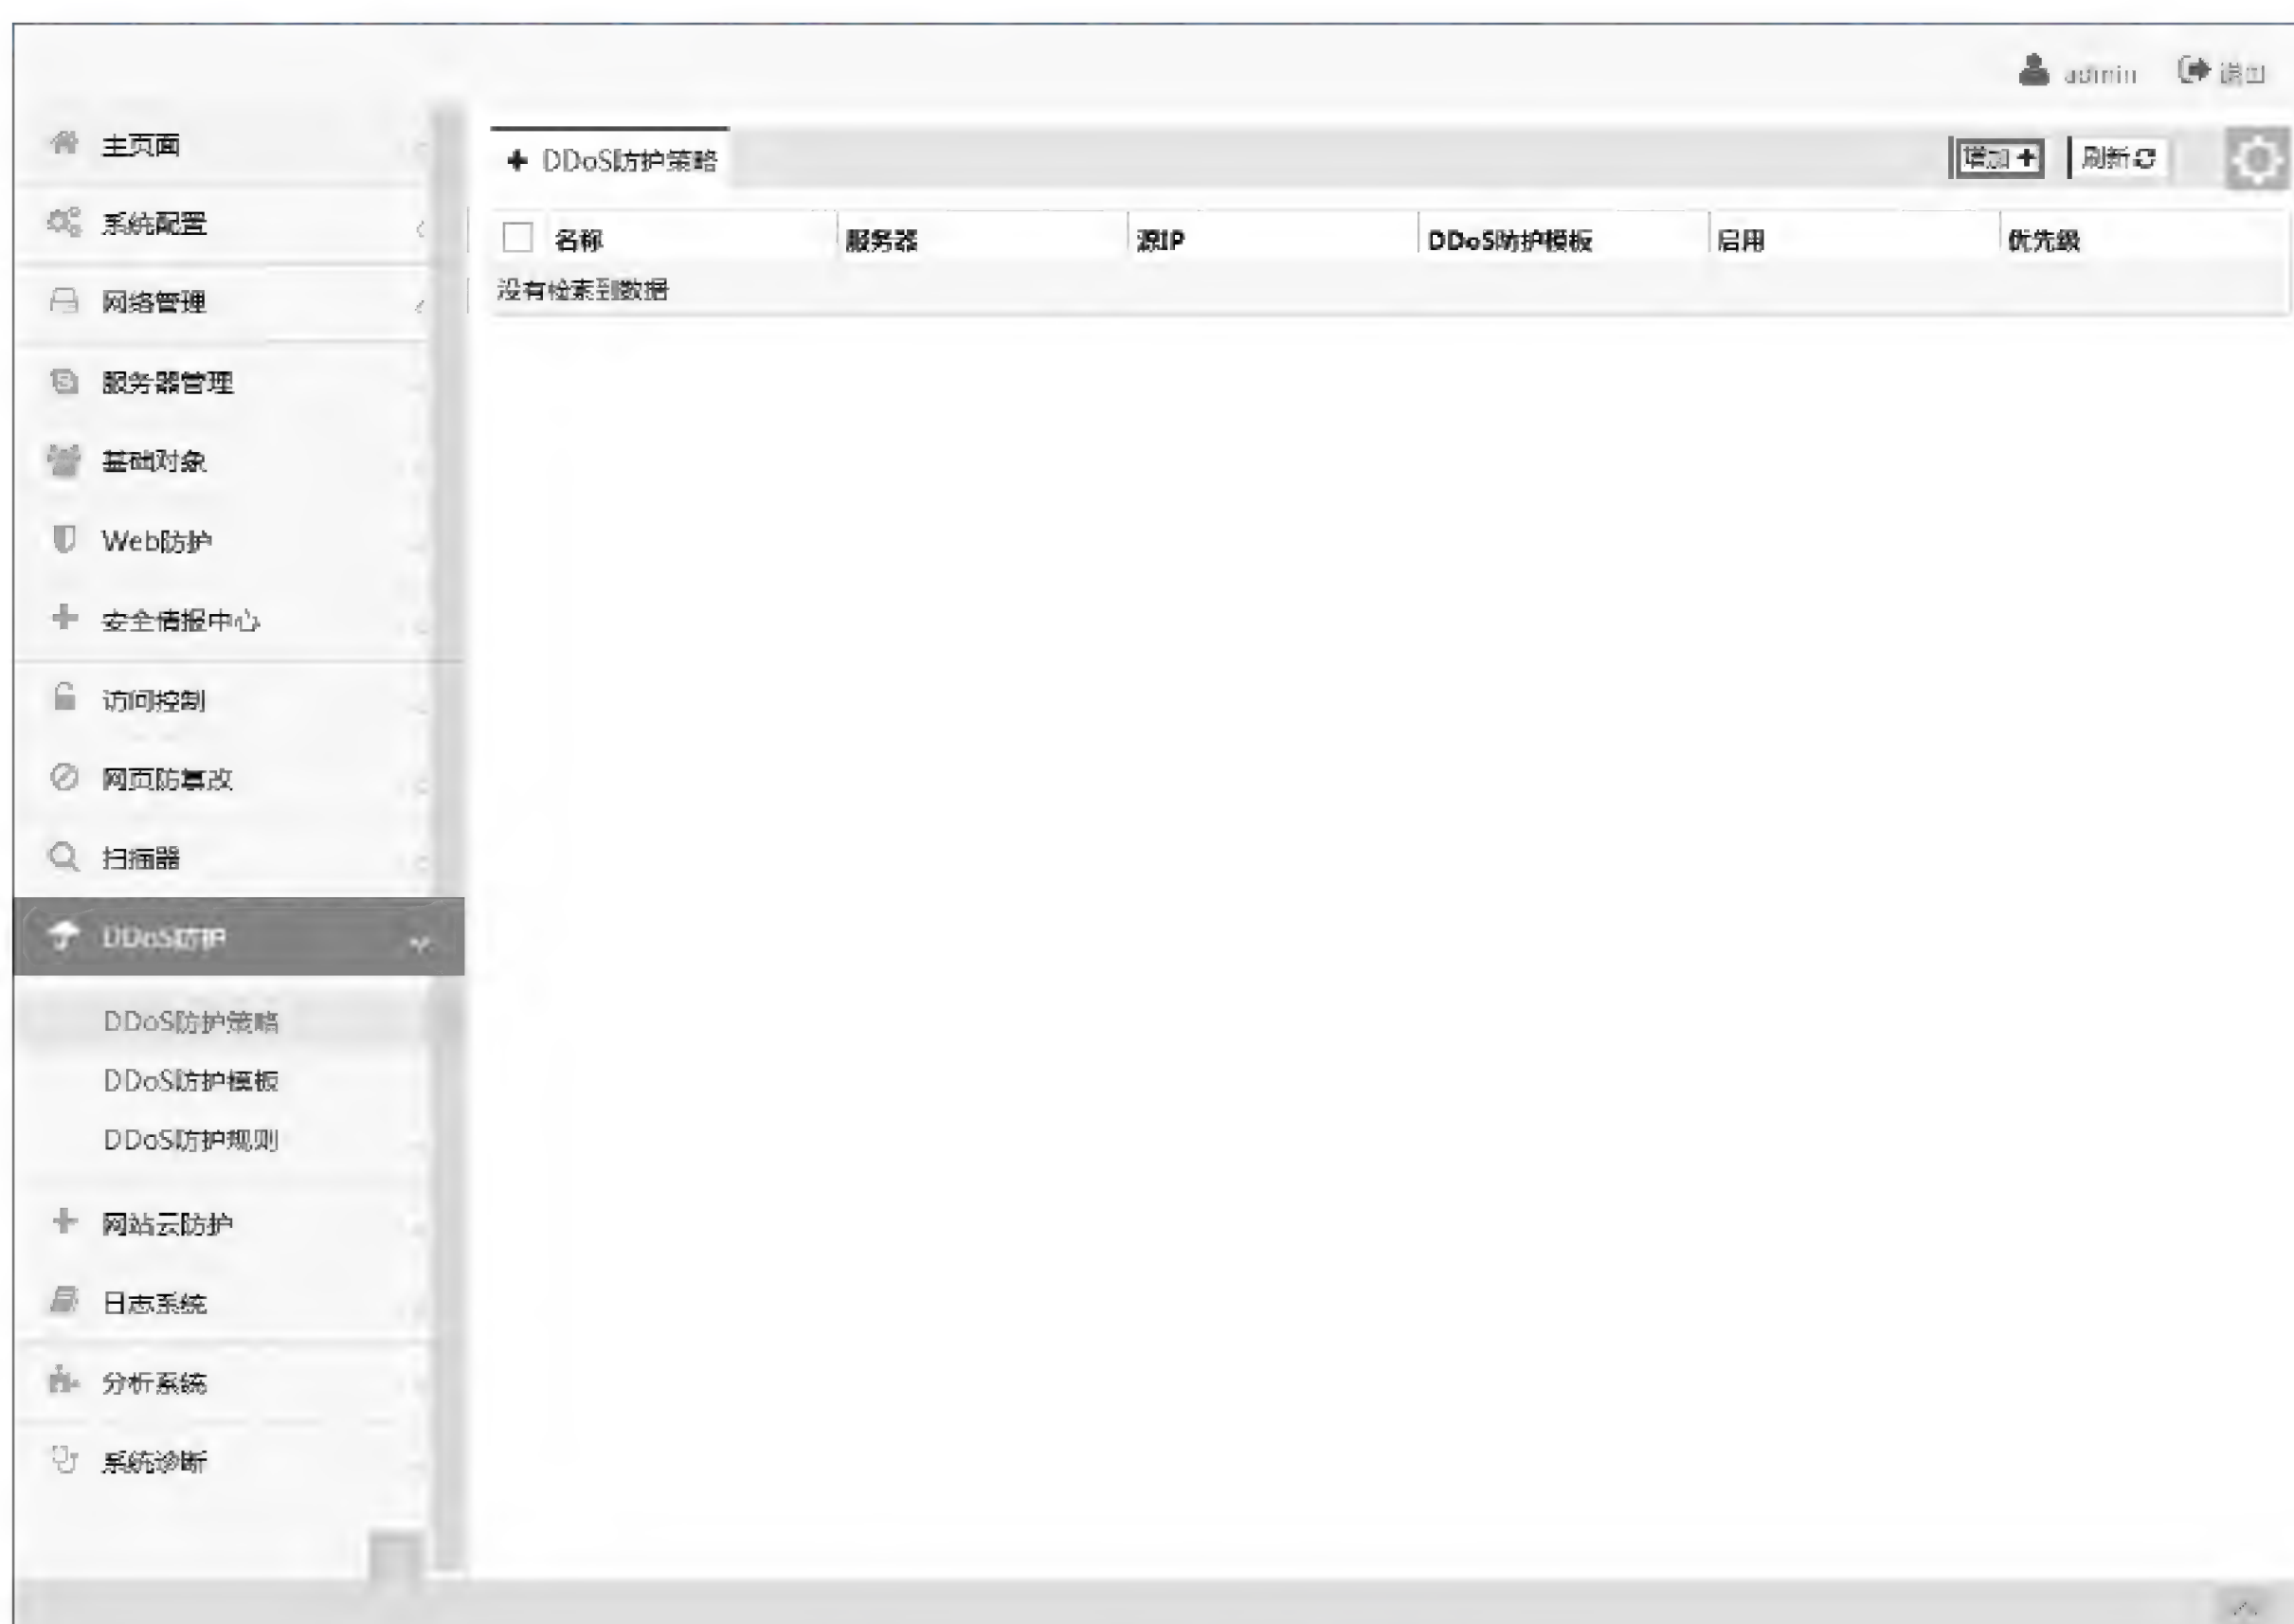 admin 退出
主页面
系统配置
网络管理
服务器管理
基础对象
Web防护
安全情报中心
访问控制
网页防篡改
扫描器
DDoS防护
DDoS防护策略
DDoS防护模板
DDoS防护规则
网站云防护
日志系统
分析系统
系统诊断
DDoS防护策略
增加 刷新
名称 服务器 源IP DDoS防护模板 启用 优先级
没有检索到数据